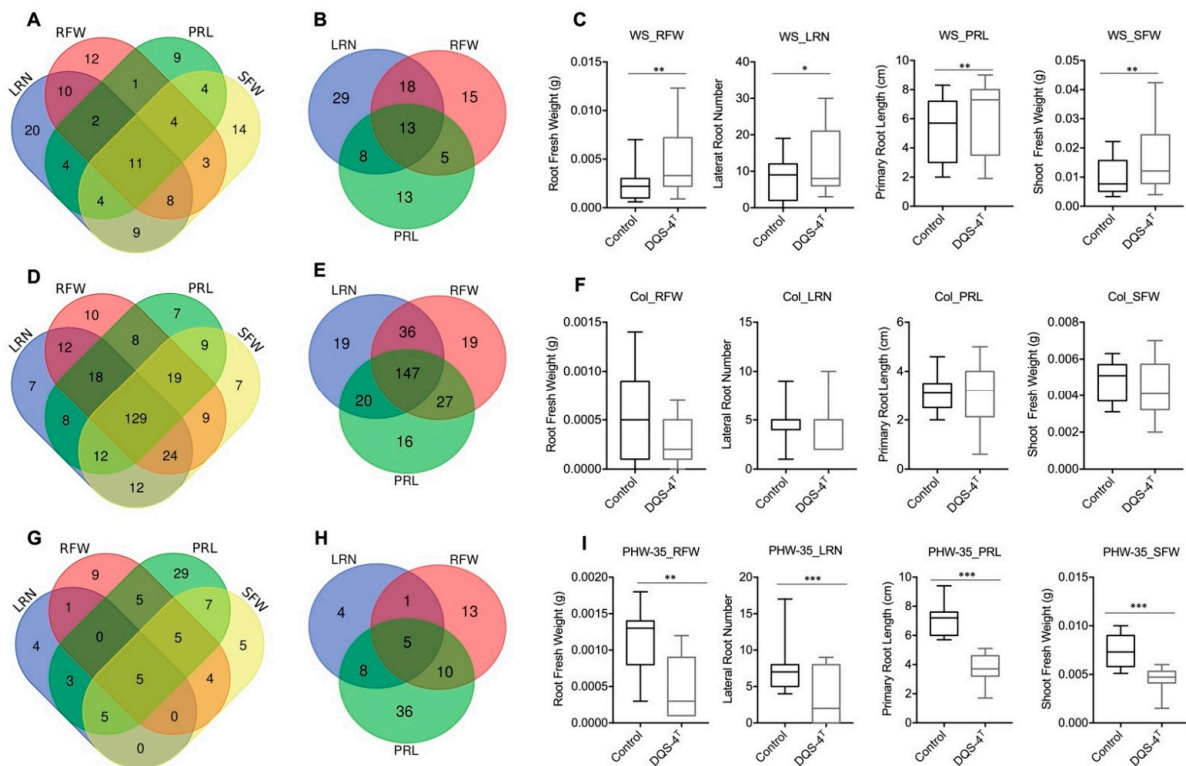 A
RFW
PRL
LRN
SFW
12
9
10
1
4
20
2
4
14
4
11
3
4
8
9
B
LRN
RFW
29
18
15
13
8
5
13
PRL
C
WS_RFW
Root Fresh Weight (g)
0.015
0.010
0.005
0.000
**
Control
DQS-4T
WS_LRN
Laterat Root Number
40
30
20
10
0
*
Control
DQS-4T
WS_PRL
Primary Root Length (cm)
10
8
6
4
2
0
**
Control
DQS-4T
WS_SFW
Shoot Fresh Weight (g)
0.05
0.04
0.03
0.02
0.01
0.00
**
Control
DQS-4T
D
RFW
PRL
LRN
SFW
10
7
12
8
9
7
18
19
7
8
129
9
12
24
12
E
LRN
RFW
19
36
19
147
20
27
16
PRL
F
Col_RFW
Root Fresh Weight (g)
0.0015
0.0010
0.0005
0.0000
Control
DQS-4T
Col_LRN
Lateral Root Number
15
10
5
0
Control
DQS-4T
Col_PRL
Primary Root Length (cm)
6
4
2
0
Control
DQS-4T
Col_SFW
Shoot Fresh Weight (g)
0.008
0.006
0.004
0.002
0.000
Control
DQS-4T
G
RFW
PRL
LRN
SFW
9
29
1
5
7
4
0
5
5
3
5
4
5
0
0
H
LRN
RFW
4
1
13
5
8
10
36
PRL
I
PHW-35_RFW
Root Fresh Weight (g)
0.0020
0.0015
0.0010
0.0005
0.0000
**
Control
DQS-4T
PHW-35_LRN
Lateral Root Number
20
15
10
5
0
***
Control
DQS-4T
PHW-35_PRL
Primary Root Length (cm)
10
8
6
4
2
0
***
Control
DQS-4T
PHW-35_SFW
Shoot Fresh Weight (g)
0.015
0.010
0.005
0.000
***
Control
DQS-4T